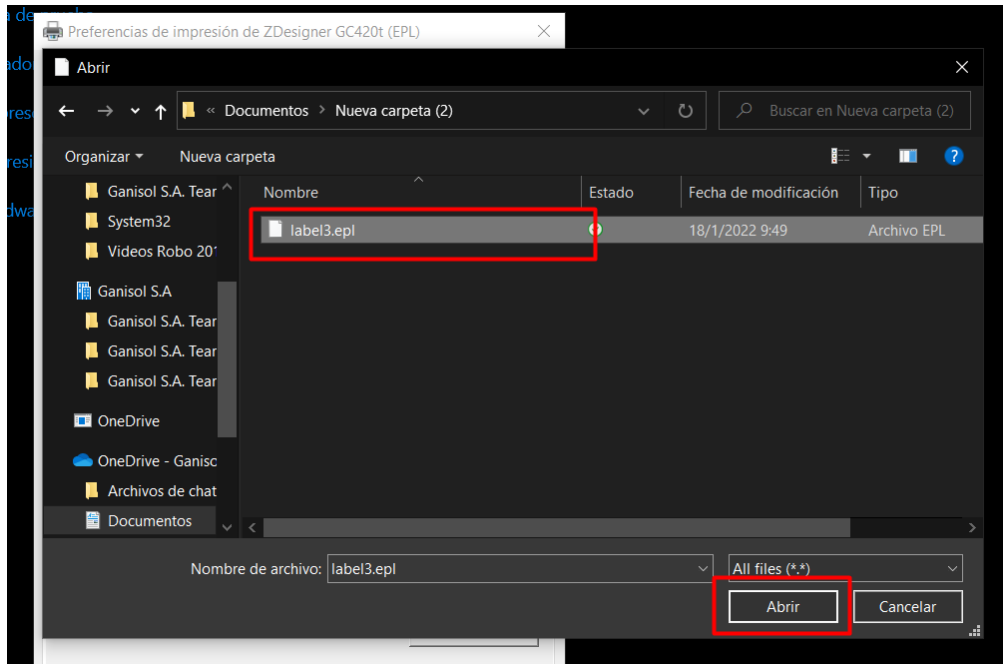 a de prueba
Preferencias de impresión de ZDesigner GC420t (EPL)
Abrir
« Documentos > Nueva carpeta (2)
Buscar en Nueva carpeta (2)
Organizar
Nueva carpeta
Nombre
Estado
Fecha de modificación
Tipo
label3.epl
18/1/2022 9:49
Archivo EPL
Ganisol S.A. Tear
System32
Videos Robo 201
Ganisol S.A
Ganisol S.A. Tear
Ganisol S.A. Tear
Ganisol S.A. Tear
OneDrive
OneDrive - Ganisc
Archivos de chat
Documentos
Nombre de archivo: label3.epl
All files (*.*)
Abrir
Cancelar